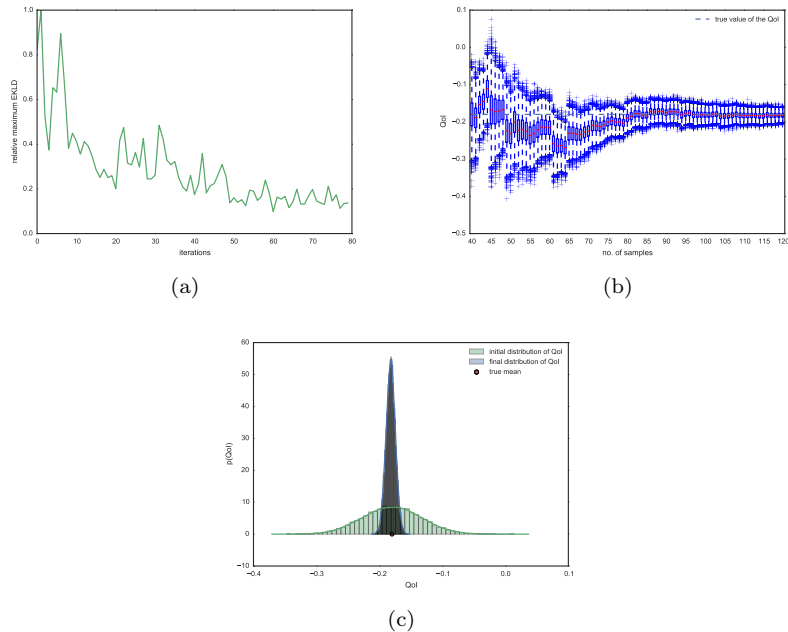 1.0
0.8
0.6
0.4
0.2
0.0
relative maximum EKLD
0 10 20 30 40 50 60 70 80
iterations
(a)
true value of the QoI
0.1
0.0
−0.1
−0.2
−0.3
−0.4
−0.5
QoI
40 45 50 55 60 65 70 75 80 85 90 95 100 105 110 115 120
no. of samples
(b)
initial distribution of QoI
final distribution of QoI
true mean
60
50
40
30
20
10
0
−10
p(QoI)
−0.4 −0.3 −0.2 −0.1 0.0 0.1
QoI
(c)